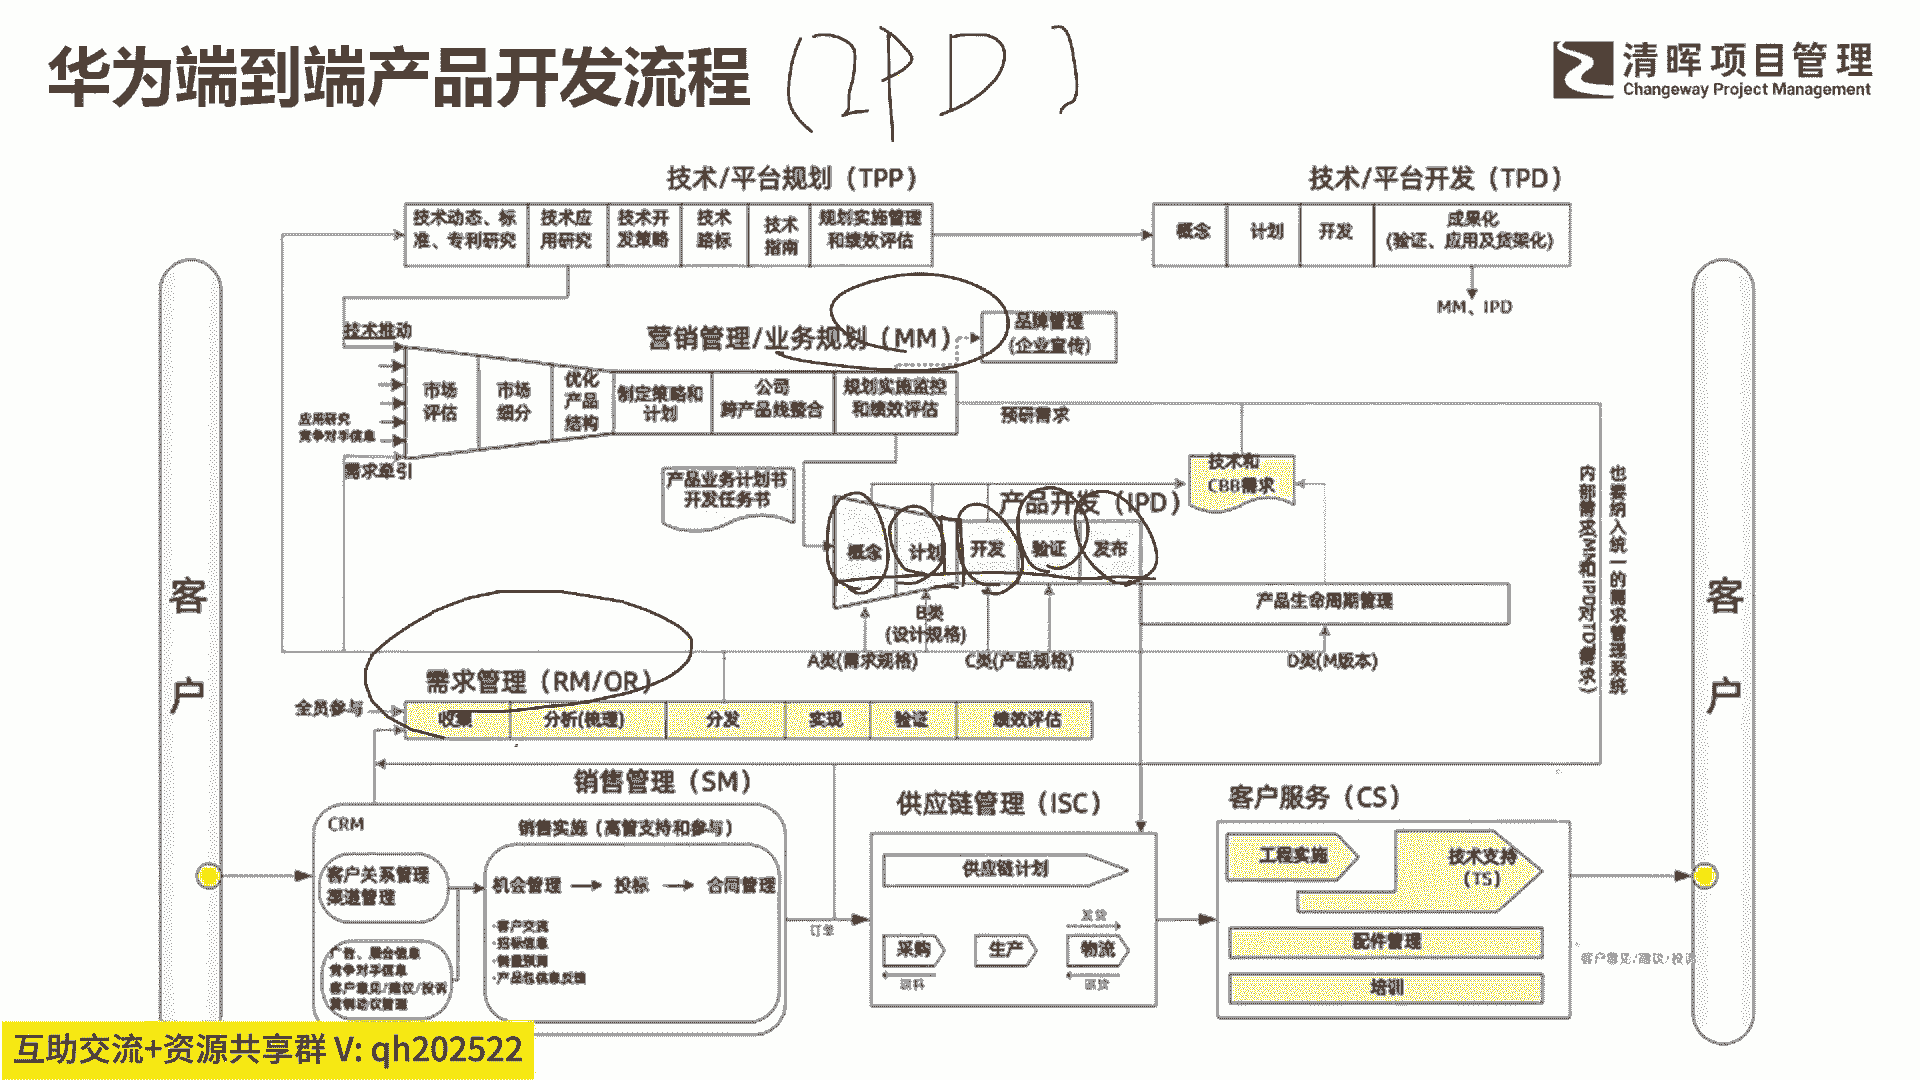 华为端到端产品开发流程
(IPD)
清晖项目管理
Changeway Project Management
技术/平台规划（TPP）
技术动态、标
准、专利研究
技术应
用研究
技术开
发策略
技术
路标
技术
指南
规划实施管理
和绩效评估
技术/平台开发（TPD）
概念
计划
开发
成果化
(验证、应用及货架化)
MM、IPD
技术推动
营销管理/业务规划（MM）
品牌管理
(企业宣传)
市场
评估
市场
细分
优化
产品
结构
制定策略和
计划
公司
跨产品线整合
规划实施监控
和绩效评估
应用研究
竞争对手信息
需求牵引
预研需求
产品业务计划书
开发任务书
产品开发（IPD）
技术和
CBB需求
概念
计划
开发
验证
发布
产品生命周期管理
B类
(设计规格)
A类(需求规格)
C类(产品规格)
D类(M版本)
内部需求(MM和IPD对TD需求)
也要纳入统一的需求管理系统
需求管理（RM/OR）
全员参与
收集
分析(梳理)
分发
实现
验证
绩效评估
客户
客户
销售管理（SM）
CRM
客户关系管理
渠道管理
广告、展会信息
竞争对手信息
客户意见/建议/投诉
销售实施（高管支持和参与）
机会管理
投标
合同管理
·客户交流
·招标信息
·销量预测
·产品包信息反馈
订单
供应链管理（ISC）
供应链计划
采购
生产
物流
发货
客户服务（CS）
工程实施
技术支持
（TS）
配件管理
培训
客户意见/建议/投诉
互助交流+资源共享群 V: qh202522